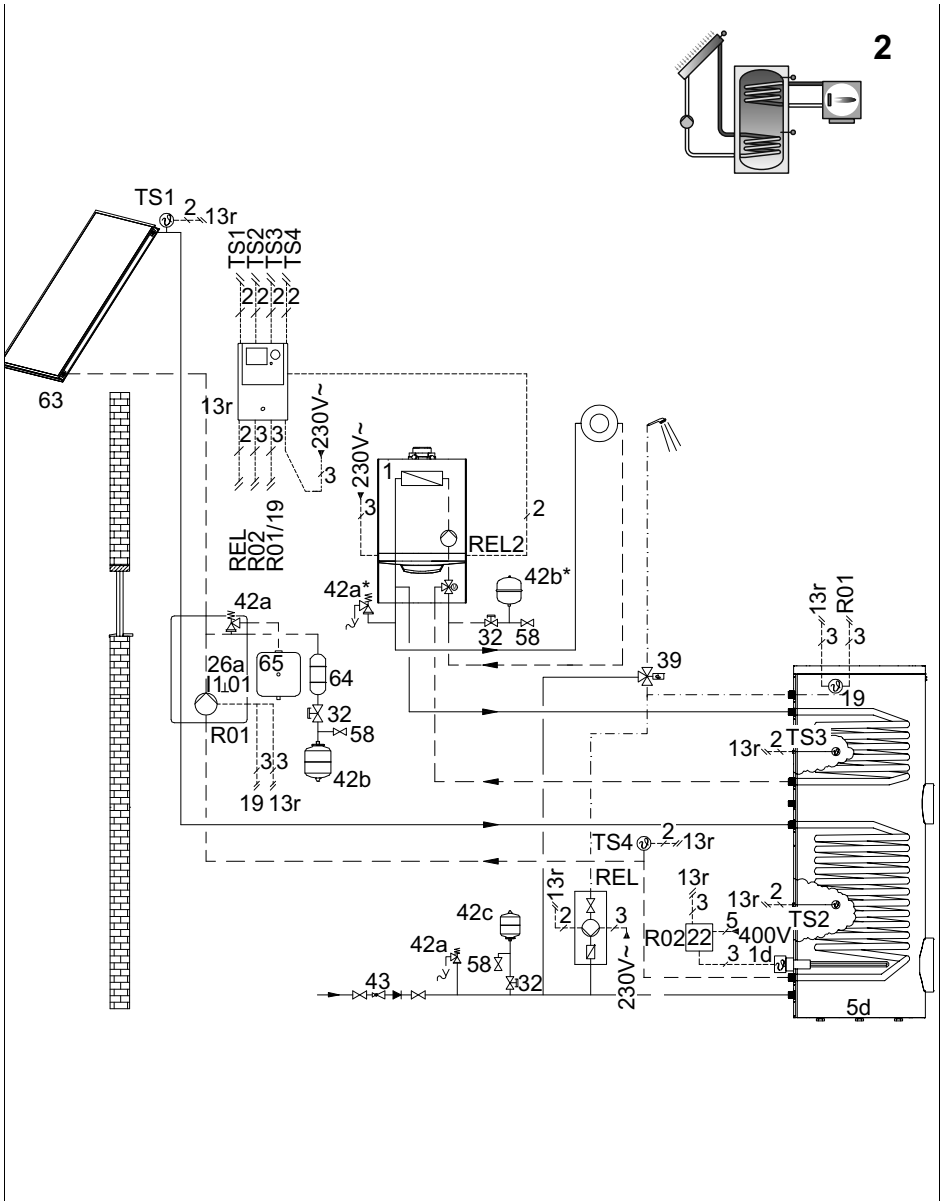 2
TS1
2
13r
TS1
TS2
TS3
TS4
2
2
2
2
63
13r
230V~
3
2
3
3
REL
R02
R01/19
230V~
3
1
REL2
2
42a*
42b*
32
58
42a
65
26a
1⊥01
64
32
R01
58
3
3
42b
19
13r
39
13r
R01
3
3
19
TS3
13r
2
TS4
2
13r
REL
13r
2
3
230V~
13r
3
R02
22
5
400V
3
1d
13r
2
TS2
42c
42a
58
32
43
5d